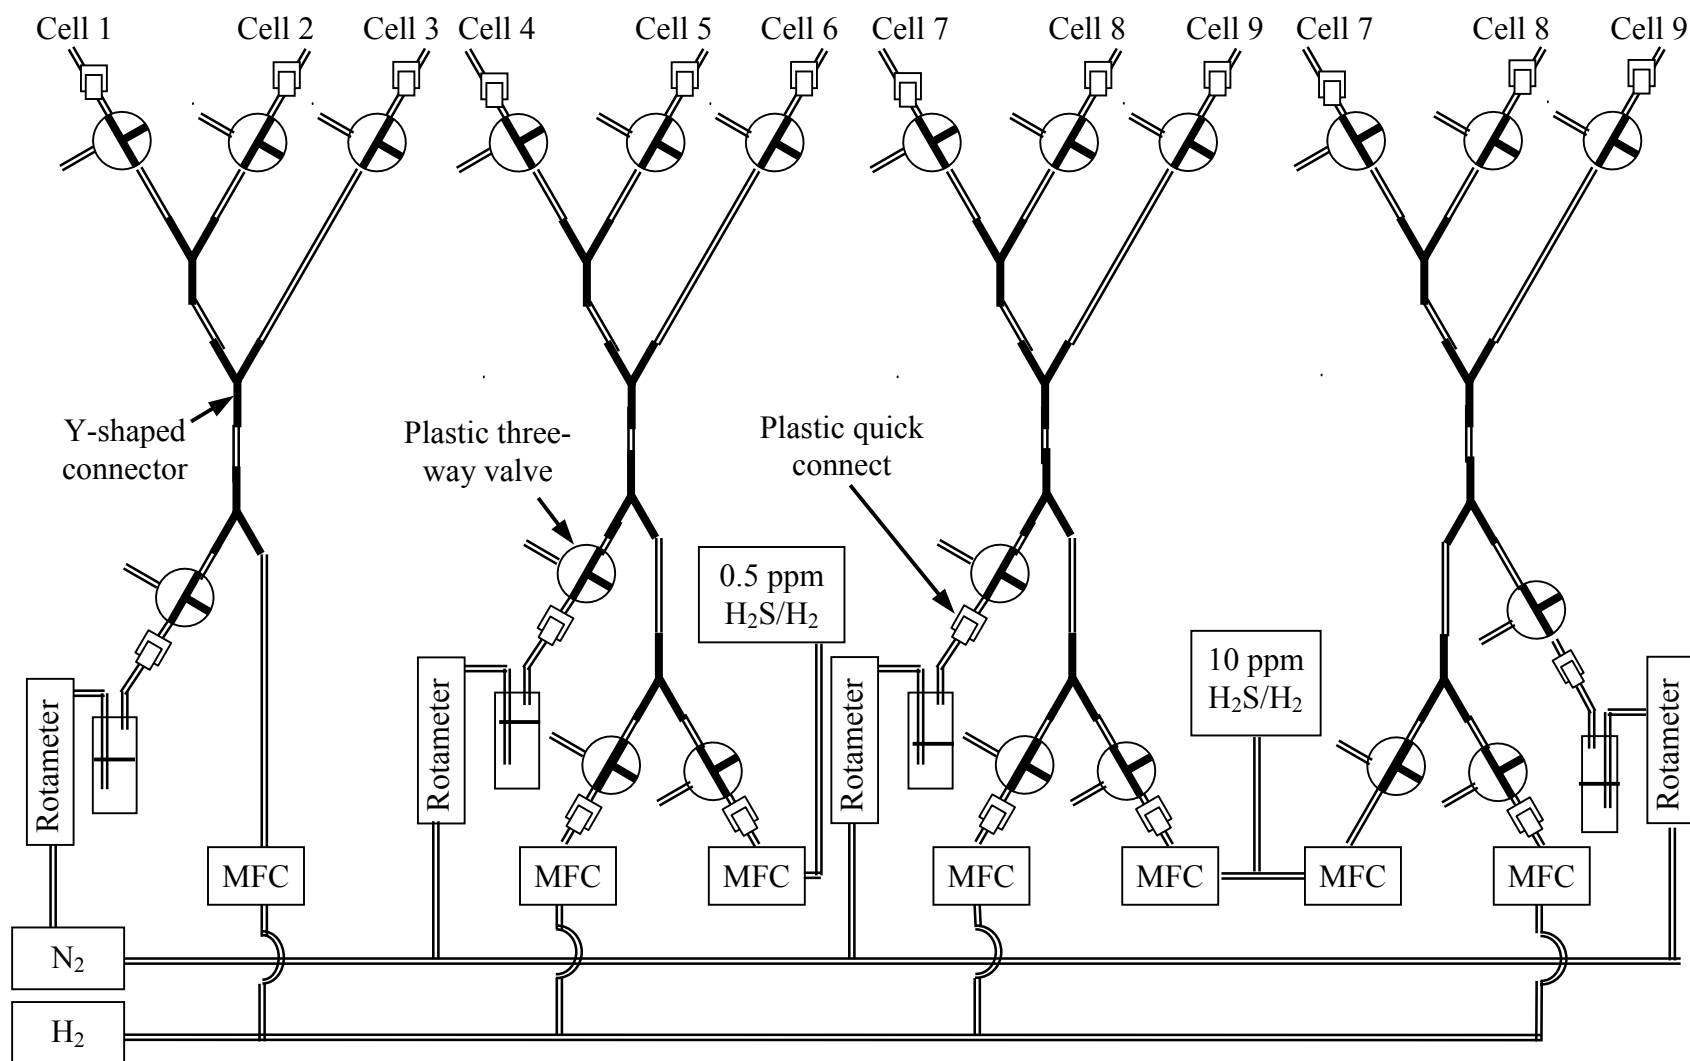 Cell 1
Cell 2
Cell 3
Cell 4
Cell 5
Cell 6
Cell 7
Cell 8
Cell 9
Cell 7
Cell 8
Cell 9
Y-shaped
connector
Plastic three-
way valve
Plastic quick
connect
0.5 ppm
H₂S/H₂
10 ppm
H₂S/H₂
Rotameter
Rotameter
Rotameter
Rotameter
MFC
MFC
MFC
MFC
MFC
MFC
MFC
N₂
H₂